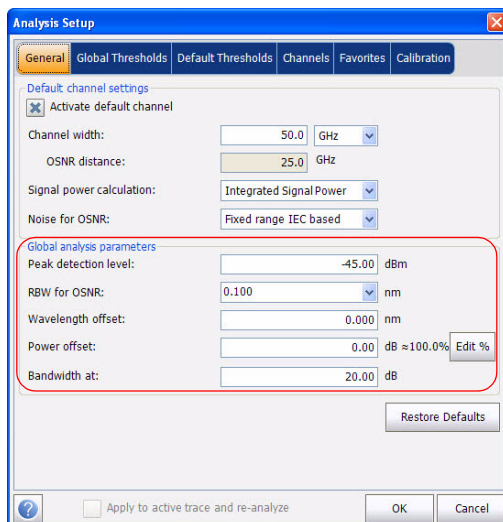 Analysis Setup
General Global Thresholds Default Thresholds Channels Favorites Calibration
Default channel settings
Activate default channel
Channel width: 50.0 GHz
OSNR distance: 25.0 GHz
Signal power calculation: Integrated Signal Power
Noise for OSNR: Fixed range IEC based
Global analysis parameters
Peak detection level: -45.00 dBm
RBW for OSNR: 0.100 nm
Wavelength offset: 0.000 nm
Power offset: 0.00 dB ≈100.0% Edit %
Bandwidth at: 20.00 dB
Restore Defaults
? Apply to active trace and re-analyze OK Cancel